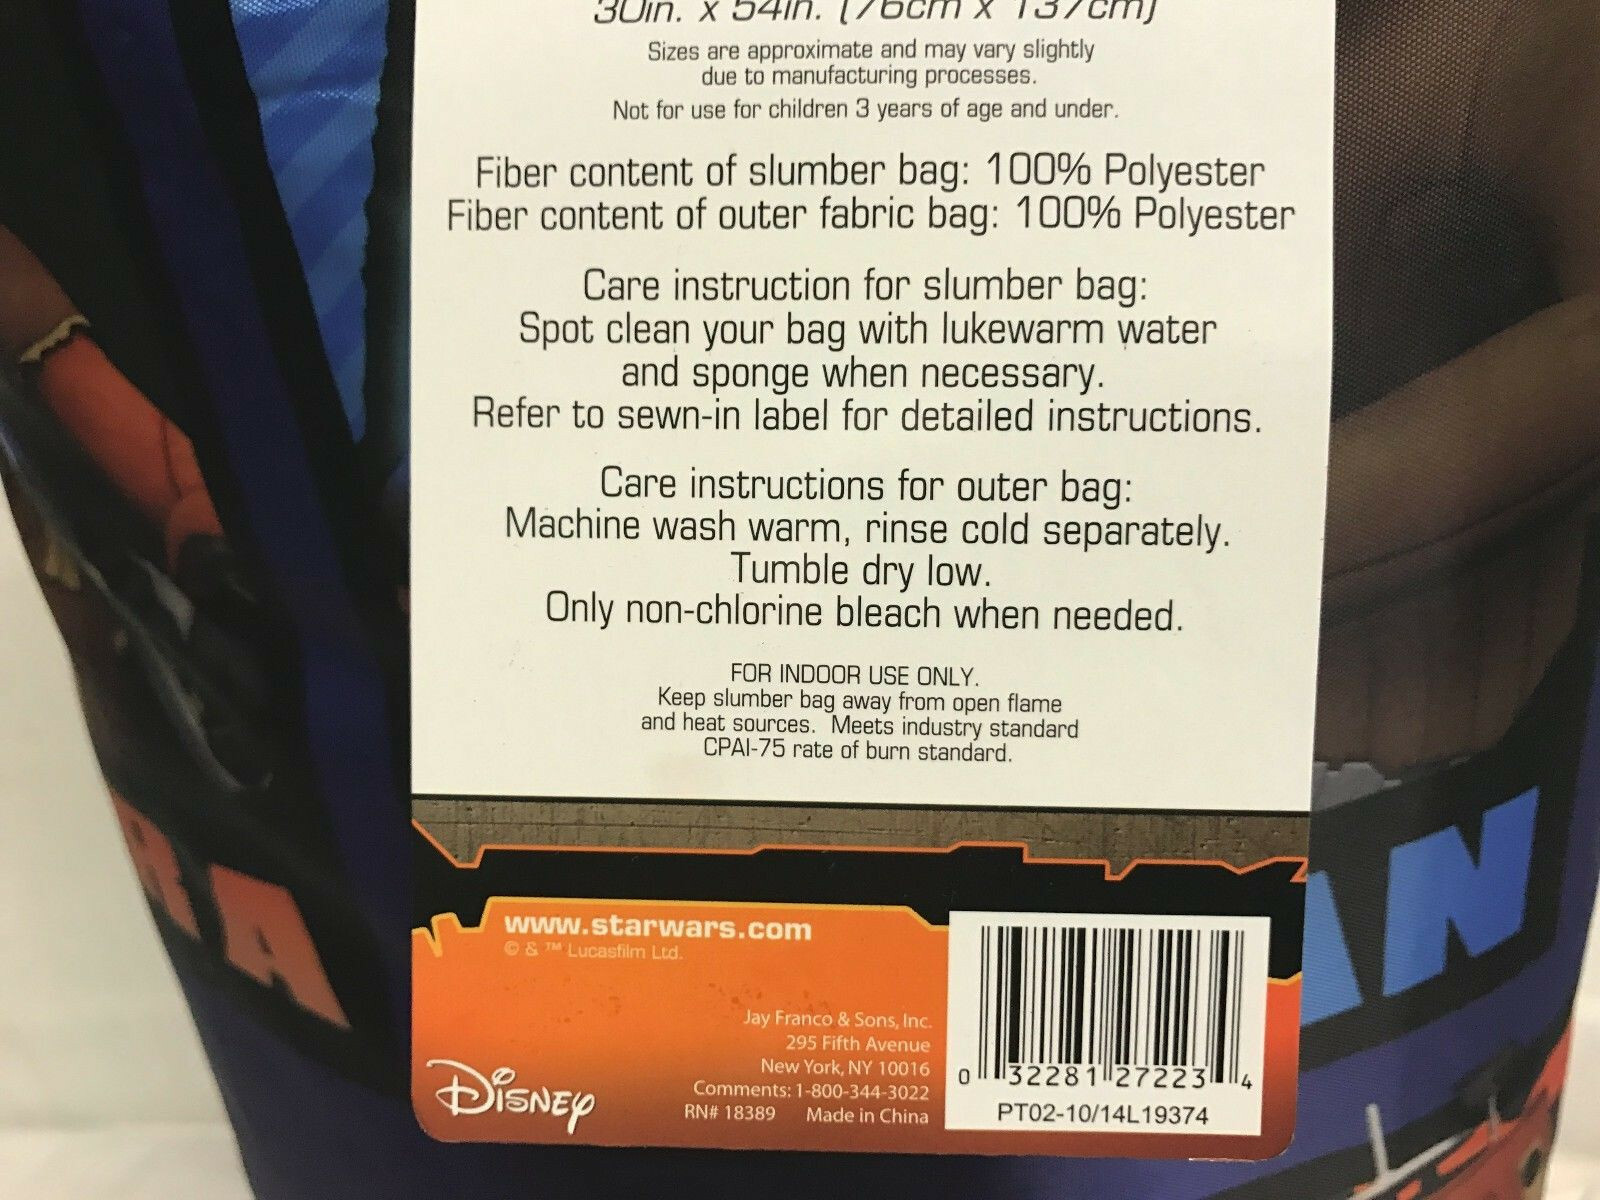 30in. x 54in. (76cm x 137cm)
Sizes are approximate and may vary slightly
due to manufacturing processes.
Not for use for children 3 years of age and under.
Fiber content of slumber bag: 100% Polyester
Fiber content of outer fabric bag: 100% Polyester
Care instruction for slumber bag:
Spot clean your bag with lukewarm water
and sponge when necessary.
Refer to sewn-in label for detailed instructions.
Care instructions for outer bag:
Machine wash warm, rinse cold separately.
Tumble dry low.
Only non-chlorine bleach when needed.
FOR INDOOR USE ONLY.
Keep slumber bag away from open flame
and heat sources. Meets industry standard
CPAI-75 rate of burn standard.
RA
AN
www.starwars.com
© & ™ Lucasfilm Ltd.
Jay Franco & Sons, Inc.
295 Fifth Avenue
New York, NY 10016
Comments: 1-800-344-3022
RN# 18389 Made in China
Disney
0 32281 27223 4
PT02-10/14L19374